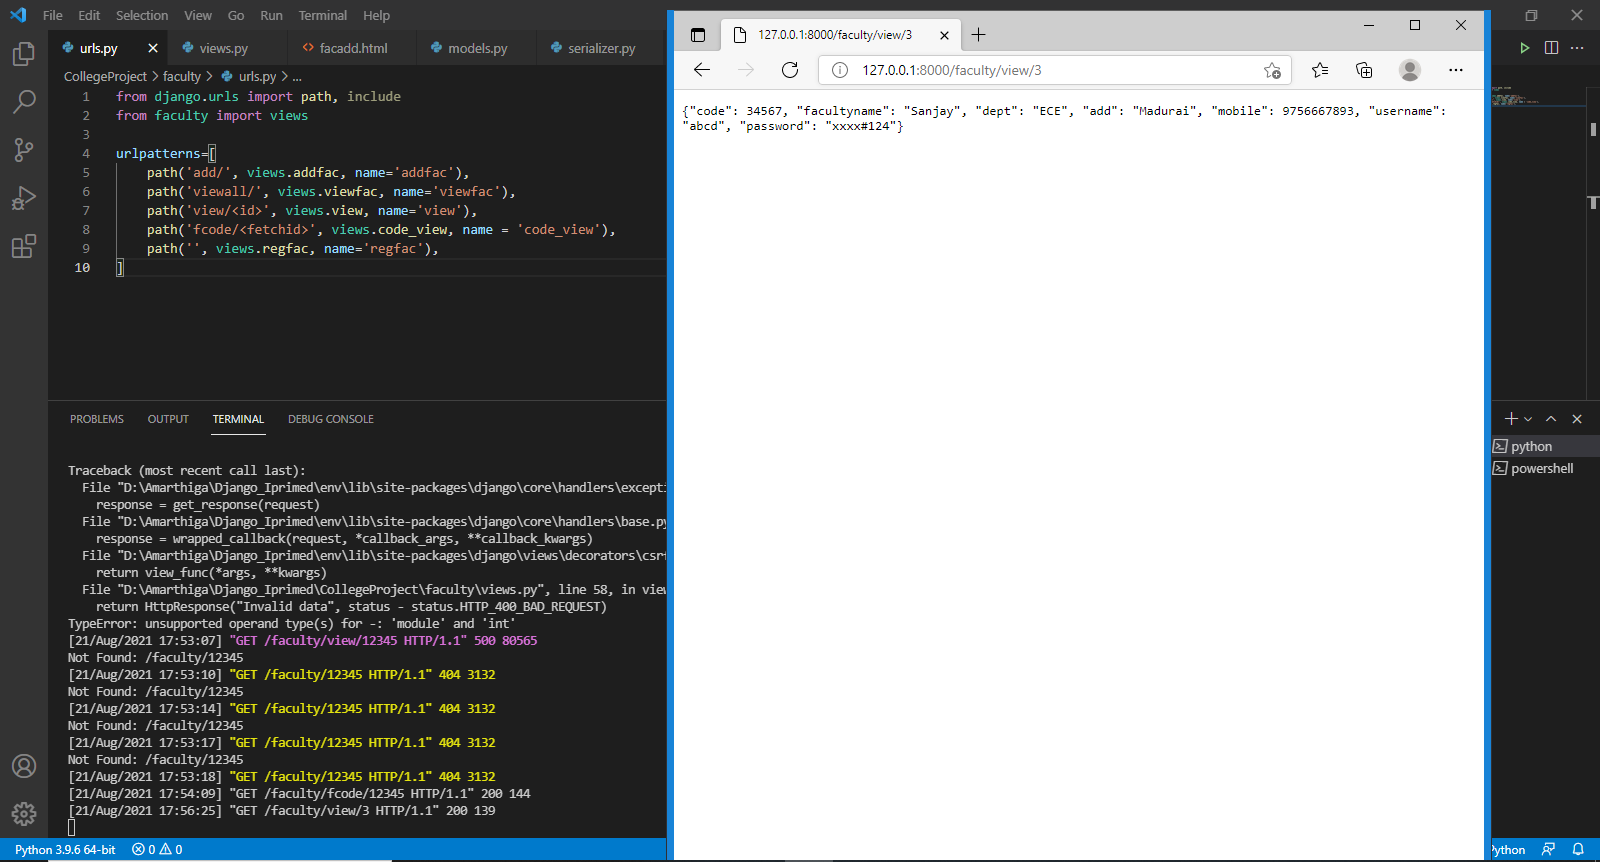 File Edit Selection View Go Run Terminal Help
urls.py views.py facadd.html models.py serializer.py
CollegeProject > faculty > urls.py > ...
1 from django.urls import path, include
2 from faculty import views
3
4 urlpatterns=[
5 path('add/', views.addfac, name='addfac'),
6 path('viewall/', views.viewfac, name='viewfac'),
7 path('view/<id>', views.view, name='view'),
8 path('fcode/<fetchid>', views.code_view, name = 'code_view'),
9 path('', views.regfac, name='regfac'),
10 ]
127.0.0.1:8000/faculty/view/3
127.0.0.1:8000/faculty/view/3
{"code": 34567, "facultyname": "Sanjay", "dept": "ECE", "add": "Madurai", "mobile": 9756667893, "username":
"abcd", "password": "xxxx#124"}
PROBLEMS OUTPUT TERMINAL DEBUG CONSOLE
python
powershell
Traceback (most recent call last):
File "D:\Amarthiga\Django_Iprimed\env\lib\site-packages\django\core\handlers\excepti
response = get_response(request)
File "D:\Amarthiga\Django_Iprimed\env\lib\site-packages\django\core\handlers\base.py
response = wrapped_callback(request, *callback_args, **callback_kwargs)
File "D:\Amarthiga\Django_Iprimed\env\lib\site-packages\django\views\decorators\csrf
return view_func(*args, **kwargs)
File "D:\Amarthiga\Django_Iprimed\CollegeProject\faculty\views.py", line 58, in view
return HttpResponse("Invalid data", status - status.HTTP_400_BAD_REQUEST)
TypeError: unsupported operand type(s) for -: 'module' and 'int'
[21/Aug/2021 17:53:07] "GET /faculty/view/12345 HTTP/1.1" 500 80565
Not Found: /faculty/12345
[21/Aug/2021 17:53:10] "GET /faculty/12345 HTTP/1.1" 404 3132
Not Found: /faculty/12345
[21/Aug/2021 17:53:14] "GET /faculty/12345 HTTP/1.1" 404 3132
Not Found: /faculty/12345
[21/Aug/2021 17:53:17] "GET /faculty/12345 HTTP/1.1" 404 3132
Not Found: /faculty/12345
[21/Aug/2021 17:53:18] "GET /faculty/12345 HTTP/1.1" 404 3132
[21/Aug/2021 17:54:09] "GET /faculty/fcode/12345 HTTP/1.1" 200 144
[21/Aug/2021 17:56:25] "GET /faculty/view/3 HTTP/1.1" 200 139
Python 3.9.6 64-bit 0 0 Python